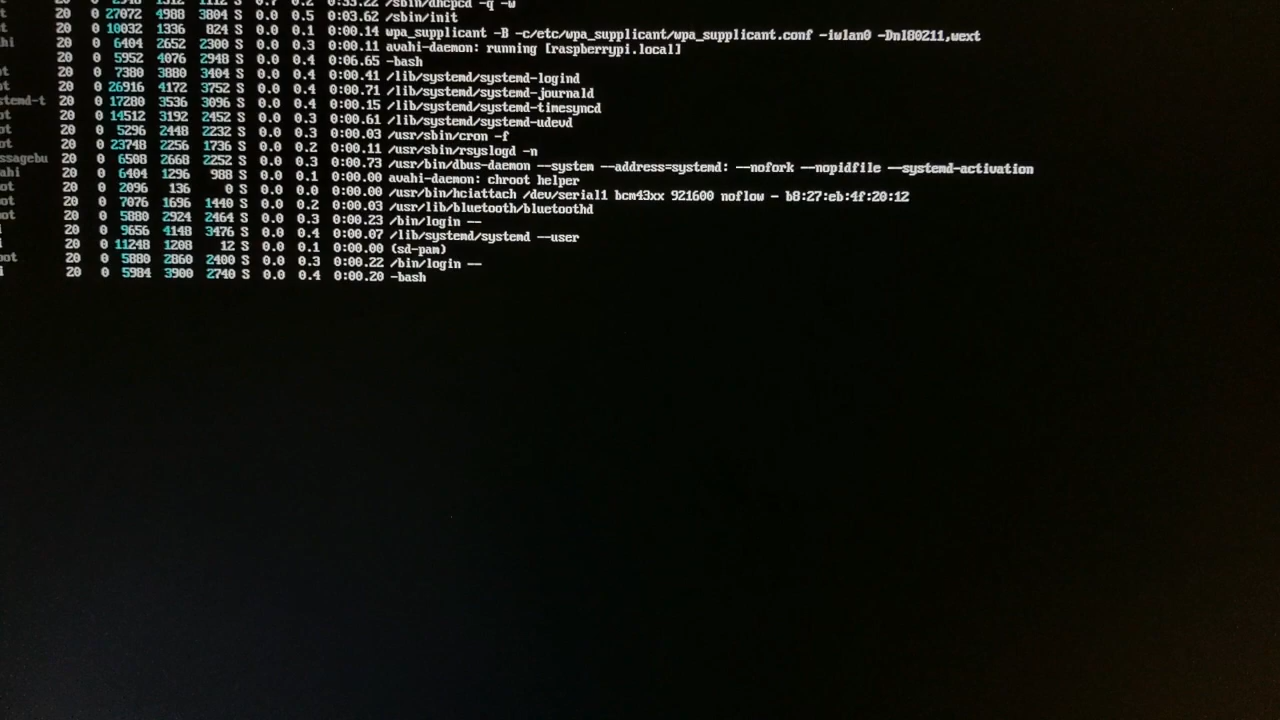 /sbin/dhcpcd -q -w
t 20 0 27072 4988 3804 S 0.0 0.5 0:03.62 /sbin/init
t 20 0 10032 1336 824 S 0.0 0.1 0:00.14 wpa_supplicant -B -c/etc/wpa_supplicant/wpa_supplicant.conf -iwlan0 -Dnl80211,wext
hi 20 0 6404 2652 2300 S 0.0 0.3 0:00.11 avahi-daemon: running [raspberrypi.local]
20 0 5952 4076 2948 S 0.0 0.4 0:06.65 -bash
t 20 0 7380 3880 3404 S 0.0 0.4 0:00.41 /lib/systemd/systemd-logind
t 20 0 26916 4172 3752 S 0.0 0.4 0:00.71 /lib/systemd/systemd-journald
stemd-t 20 0 17280 3536 3096 S 0.0 0.4 0:00.15 /lib/systemd/systemd-timesyncd
ot 20 0 14512 3192 2452 S 0.0 0.3 0:00.61 /lib/systemd/systemd-udevd
ot 20 0 5296 2448 2232 S 0.0 0.3 0:00.03 /usr/sbin/cron -f
ot 20 0 23748 2256 1736 S 0.0 0.2 0:00.11 /usr/sbin/rsyslogd -n
ssagebu 20 0 6508 2668 2252 S 0.0 0.3 0:00.73 /usr/bin/dbus-daemon --system --address=systemd: --nofork --nopidfile --systemd-activation
ahi 20 0 6404 1296 988 S 0.0 0.1 0:00.00 avahi-daemon: chroot helper
ot 20 0 2096 136 0 S 0.0 0.0 0:00.00 /usr/bin/hciattach /dev/serial1 bcm43xx 921600 noflow - b8:27:eb:4f:20:12
ot 20 0 7076 1696 1440 S 0.0 0.2 0:00.03 /usr/lib/bluetooth/bluetoothd
ot 20 0 5880 2924 2464 S 0.0 0.3 0:00.23 /bin/login --
i 20 0 9656 4148 3476 S 0.0 0.4 0:00.07 /lib/systemd/systemd --user
i 20 0 11248 1208 12 S 0.0 0.1 0:00.00 (sd-pam)
oot 20 0 5880 2860 2400 S 0.0 0.3 0:00.22 /bin/login --
i 20 0 5984 3900 2740 S 0.0 0.4 0:00.20 -bash